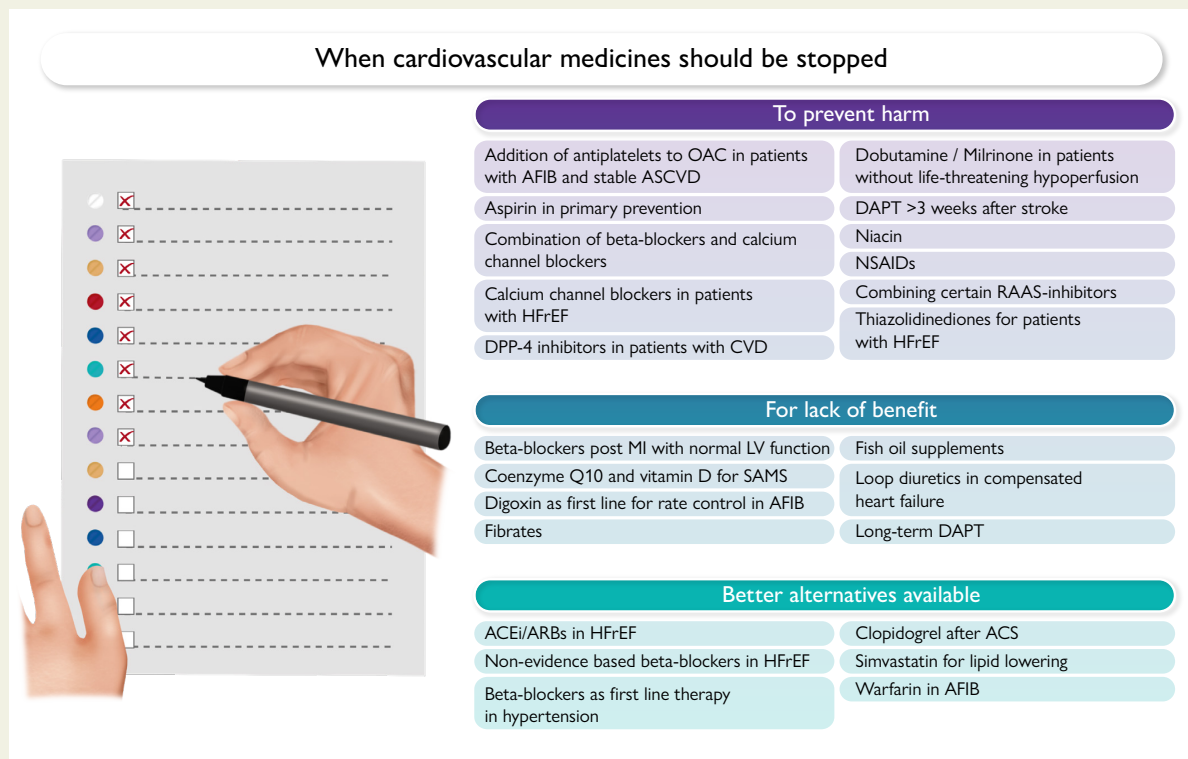 When cardiovascular medicines should be stopped
To prevent harm
Addition of antiplatelets to OAC in patients
with AFIB and stable ASCVD
Aspirin in primary prevention
Combination of beta-blockers and calcium
channel blockers
Calcium channel blockers in patients
with HFrEF
DPP-4 inhibitors in patients with CVD
Dobutamine / Milrinone in patients
without life-threatening hypoperfusion
DAPT >3 weeks after stroke
Niacin
NSAIDs
Combining certain RAAS-inhibitors
Thiazolidinediones for patients
with HFrEF
For lack of benefit
Beta-blockers post MI with normal LV function
Coenzyme Q10 and vitamin D for SAMS
Digoxin as first line for rate control in AFIB
Fibrates
Fish oil supplements
Loop diuretics in compensated
heart failure
Long-term DAPT
Better alternatives available
ACEi/ARBs in HFrEF
Non-evidence based beta-blockers in HFrEF
Beta-blockers as first line therapy
in hypertension
Clopidogrel after ACS
Simvastatin for lipid lowering
Warfarin in AFIB